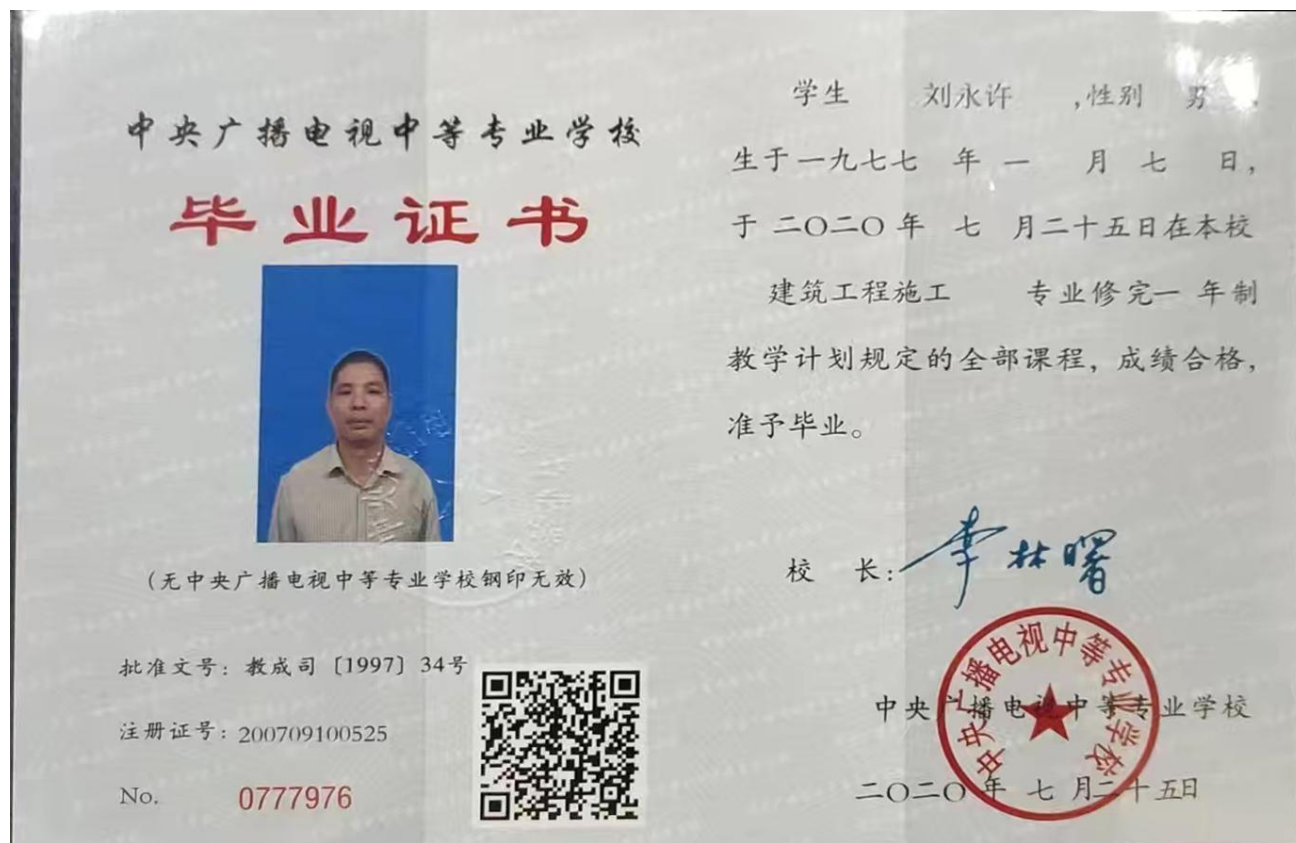 中央广播电视中等专业学校
毕业证书
(无中央广播电视中等专业学校钢印无效)
批准文号：教成司〔1997〕34号
注册证号：200709100525
No. 0777976
学生 刘永许 ,性别 男 ,
生于一九七七 年 一 月 七 日,
于 二〇二〇 年 七 月二十五日在本校
建筑工程施工 专业修完一 年制
教学计划规定的全部课程, 成绩合格,
准予毕业。
校 长: 李林曙
中央广播电视中等专业学校
中央广播电视中等专业学校
二〇二〇 年 七 月二十五日